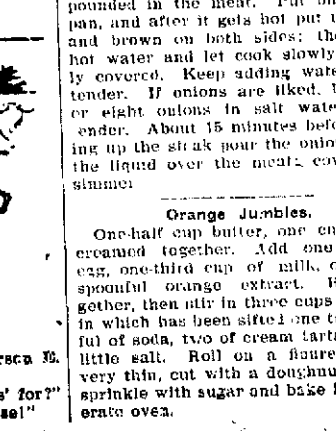 pounded in the meat. Put
pan, and after it gets hot put
and brown on both sides; the
hot water and let cook slowly
ly covered. Keep adding wate
tender. If onions are liked,
or eight onions in salt wate
ender. About 15 minutes befo
ing up the steak pour the onio
the liquid over the meat, cov
simmer
Orange Jumbles.
One-half cup butter, one cu
creamed together. Add one
egg, one-third cup of milk,
spoonful orange extract.
gether, then stir in three cups
in which has been sifted one t
ful of soda, two of cream tarta
little salt. Roll on a floure
very thin, cut with a doughnu
sprinkle with sugar and bake
erate oven.
rson
s' for?"
se!"